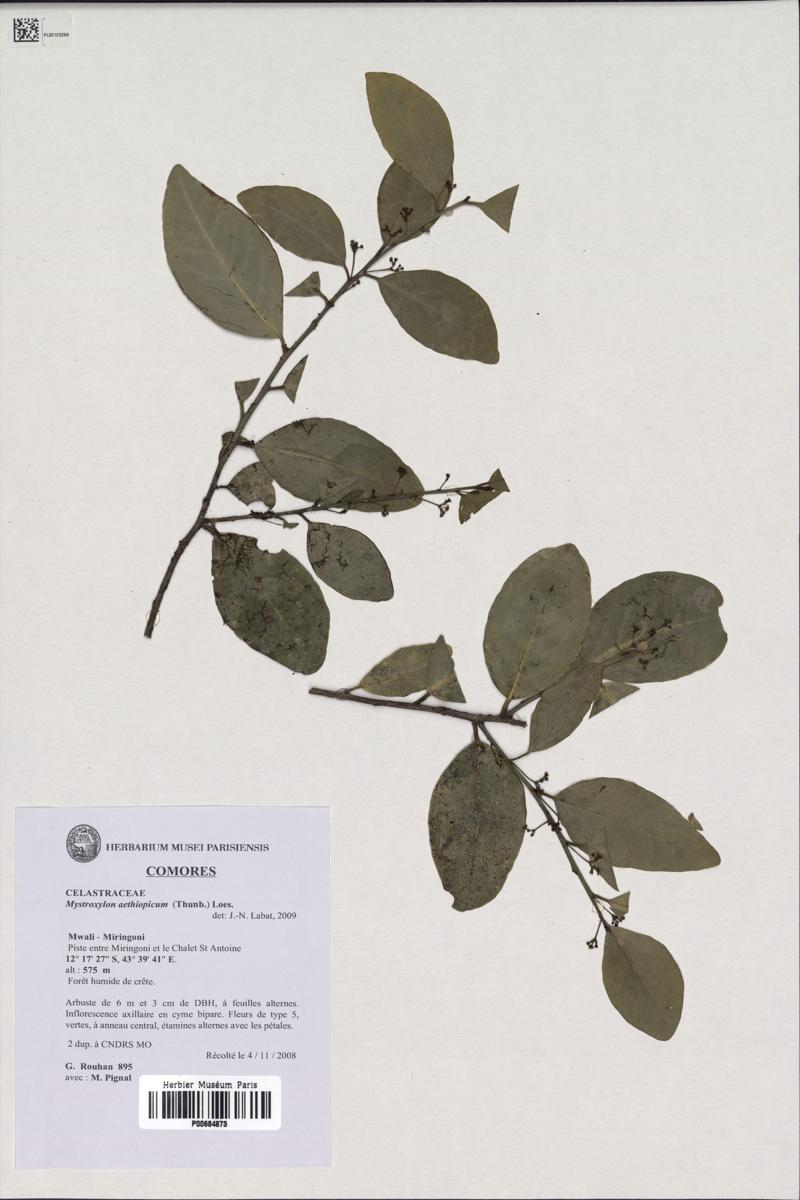 HERBARIUM MUSEI PARISIENSIS
COMORES
CELASTRACEAE
Mystroxylon aethiopicum (Thunb.) Loes.
det: J.-N. Labat, 2009
Mwali - Miringoni
Piste entre Miringoni et le Chalet St Antoine
12° 17' 27" S, 43° 39' 41" E.
alt : 575 m
Forêt humide de crête.
Arbuste de 6 m et 3 cm de DBH, à feuilles alternes.
Inflorescence axillaire en cyme bipare. Fleurs de type 5,
vertes, à anneau central, étamines alternes avec les pétales.
2 dup. à CNDRS MO
Récolté le 4 / 11 / 2008
G. Rouhan 895
avec : M. Pignal
Herbier Muséum Paris
P00684873